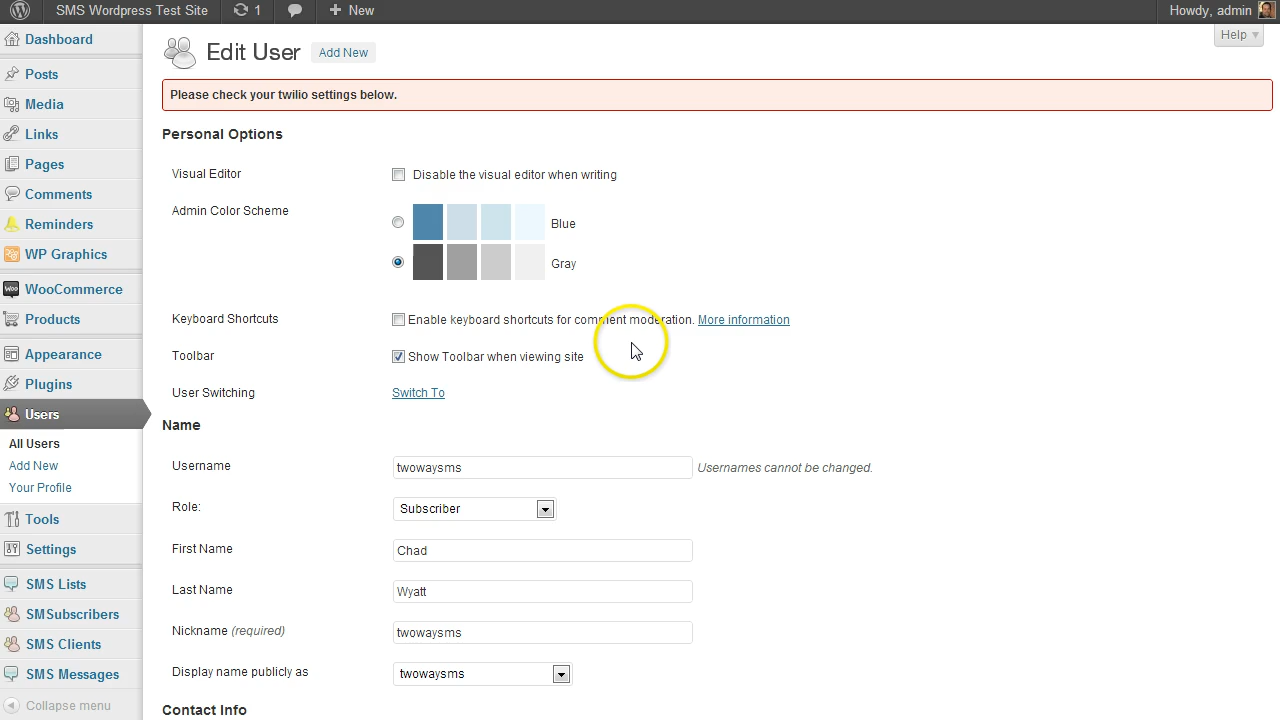 SMS Wordpress Test Site 1 New Howdy, admin
Help
Dashboard
Posts
Media
Links
Pages
Comments
Reminders
WP Graphics
Woo WooCommerce
Products
Appearance
Plugins
Users
All Users
Add New
Your Profile
Tools
Settings
SMS Lists
SMSubscribers
SMS Clients
SMS Messages
Collapse menu
Edit User Add New
Please check your twilio settings below.
Personal Options
Visual Editor Disable the visual editor when writing
Admin Color Scheme
Blue
Gray
Keyboard Shortcuts Enable keyboard shortcuts for comment moderation. More information
Toolbar Show Toolbar when viewing site
User Switching Switch To
Name
Username twowaysms Usernames cannot be changed.
Role: Subscriber
First Name Chad
Last Name Wyatt
Nickname (required) twowaysms
Display name publicly as twowaysms
Contact Info